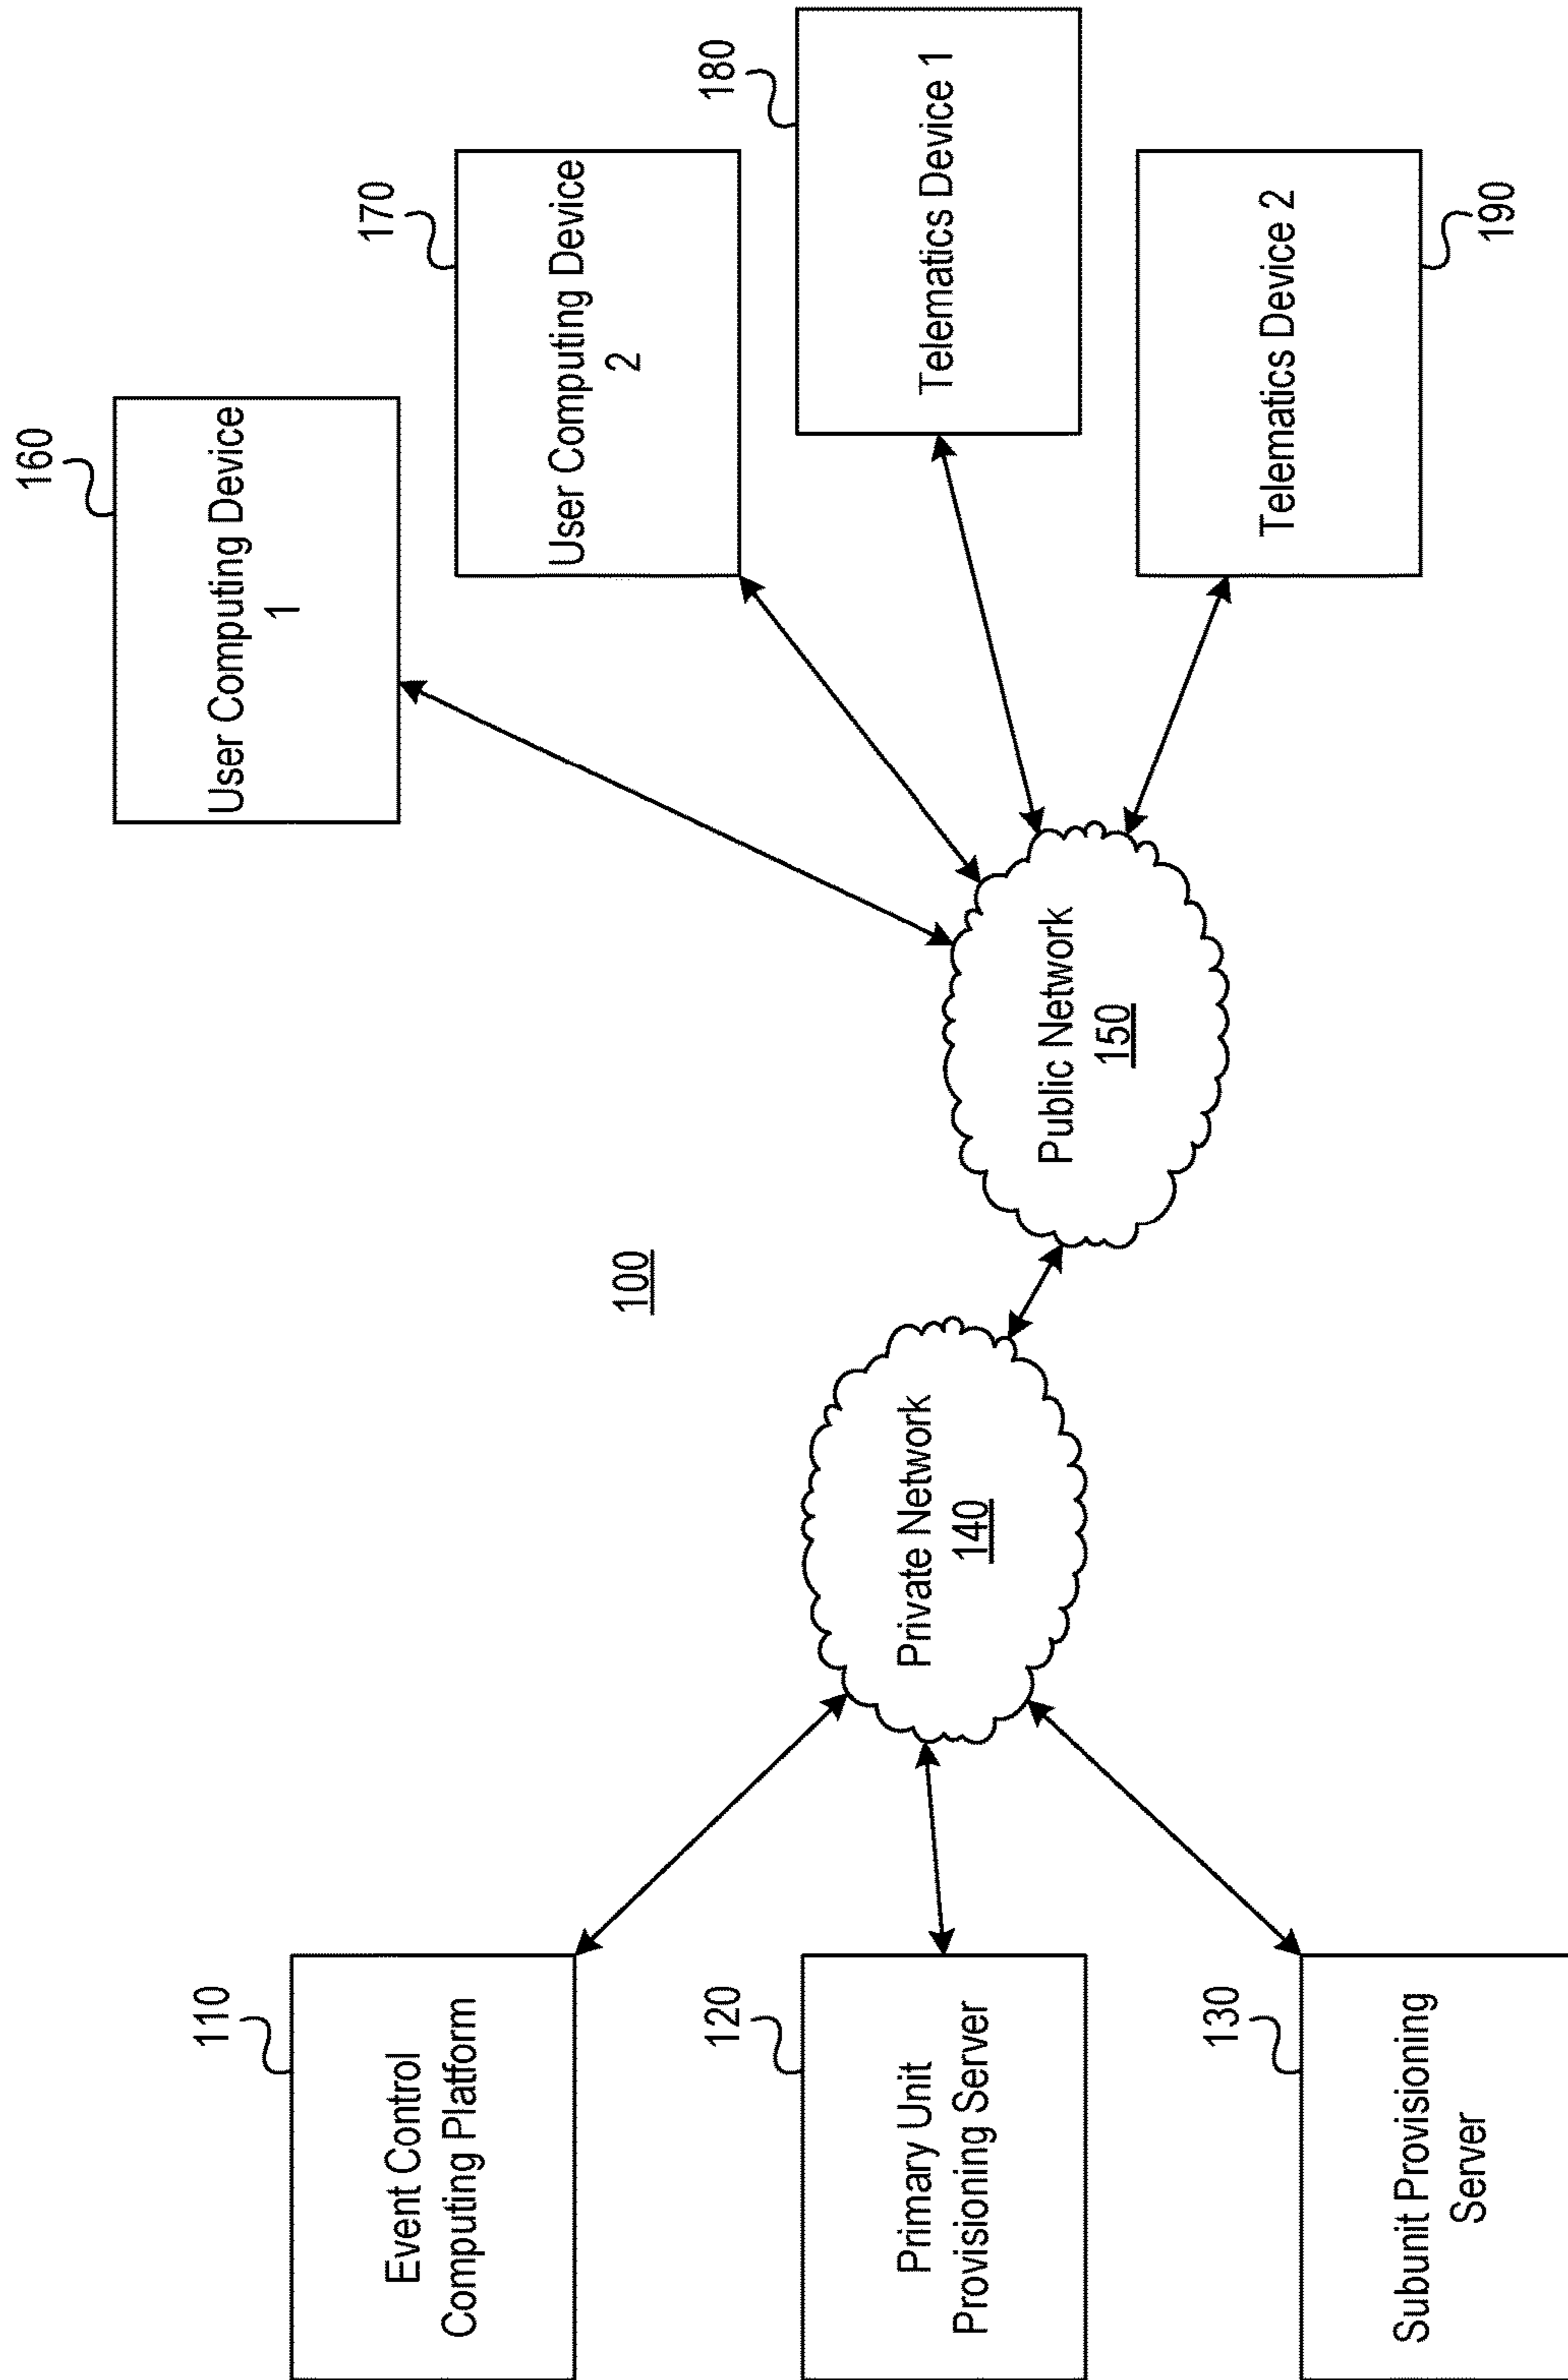 110
Event Control
Computing Platform
120
Primary Unit
Provisioning Server
130
Subunit Provisioning
Server
Private Network
140
100
Public Network
150
160
User Computing Device
1
170
User Computing Device
2
180
Telematics Device 1
Telematics Device 2
190